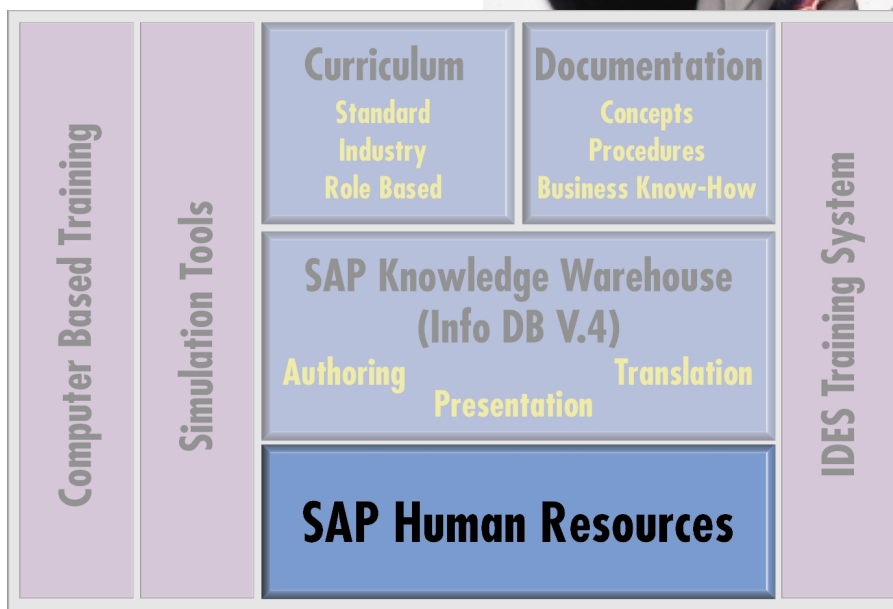 Computer Based Training
Simulation Tools
Curriculum
Standard
Industry
Role Based
Documentation
Concepts
Procedures
Business Know-How
SAP Knowledge Warehouse
(Info DB V.4)
Authoring
Translation
Presentation
SAP Human Resources
IDES Training System